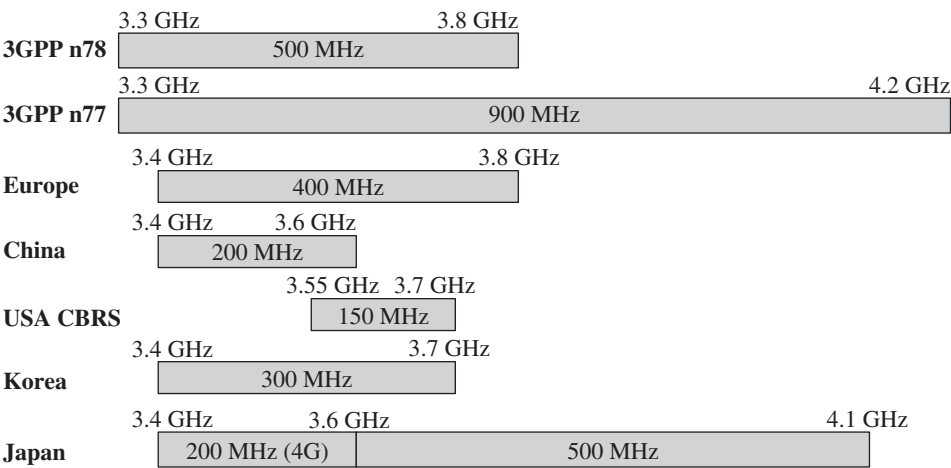 3.3 GHz 3.8 GHz
3GPP n78 500 MHz
3.3 GHz 4.2 GHz
3GPP n77 900 MHz
3.4 GHz 3.8 GHz
Europe 400 MHz
3.4 GHz 3.6 GHz
China 200 MHz
3.55 GHz 3.7 GHz
USA CBRS 150 MHz
3.4 GHz 3.7 GHz
Korea 300 MHz
3.4 GHz 3.6 GHz 4.1 GHz
Japan 200 MHz (4G) 500 MHz